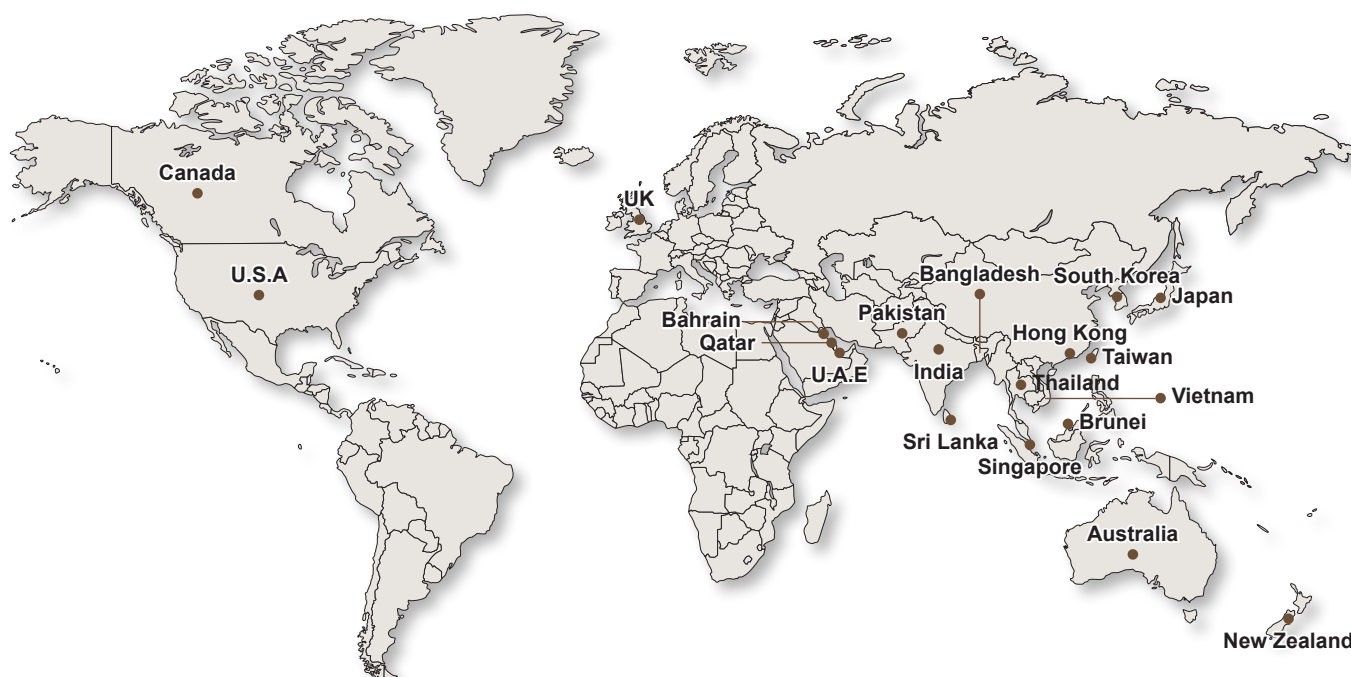 Canada
UK
U.S.A
Bangladesh
South Korea
Japan
Bahrain
Pakistan
Qatar
Hong Kong
Taiwan
U.A.E
India
Thailand
Vietnam
Brunei
Sri Lanka
Singapore
Australia
New Zealand